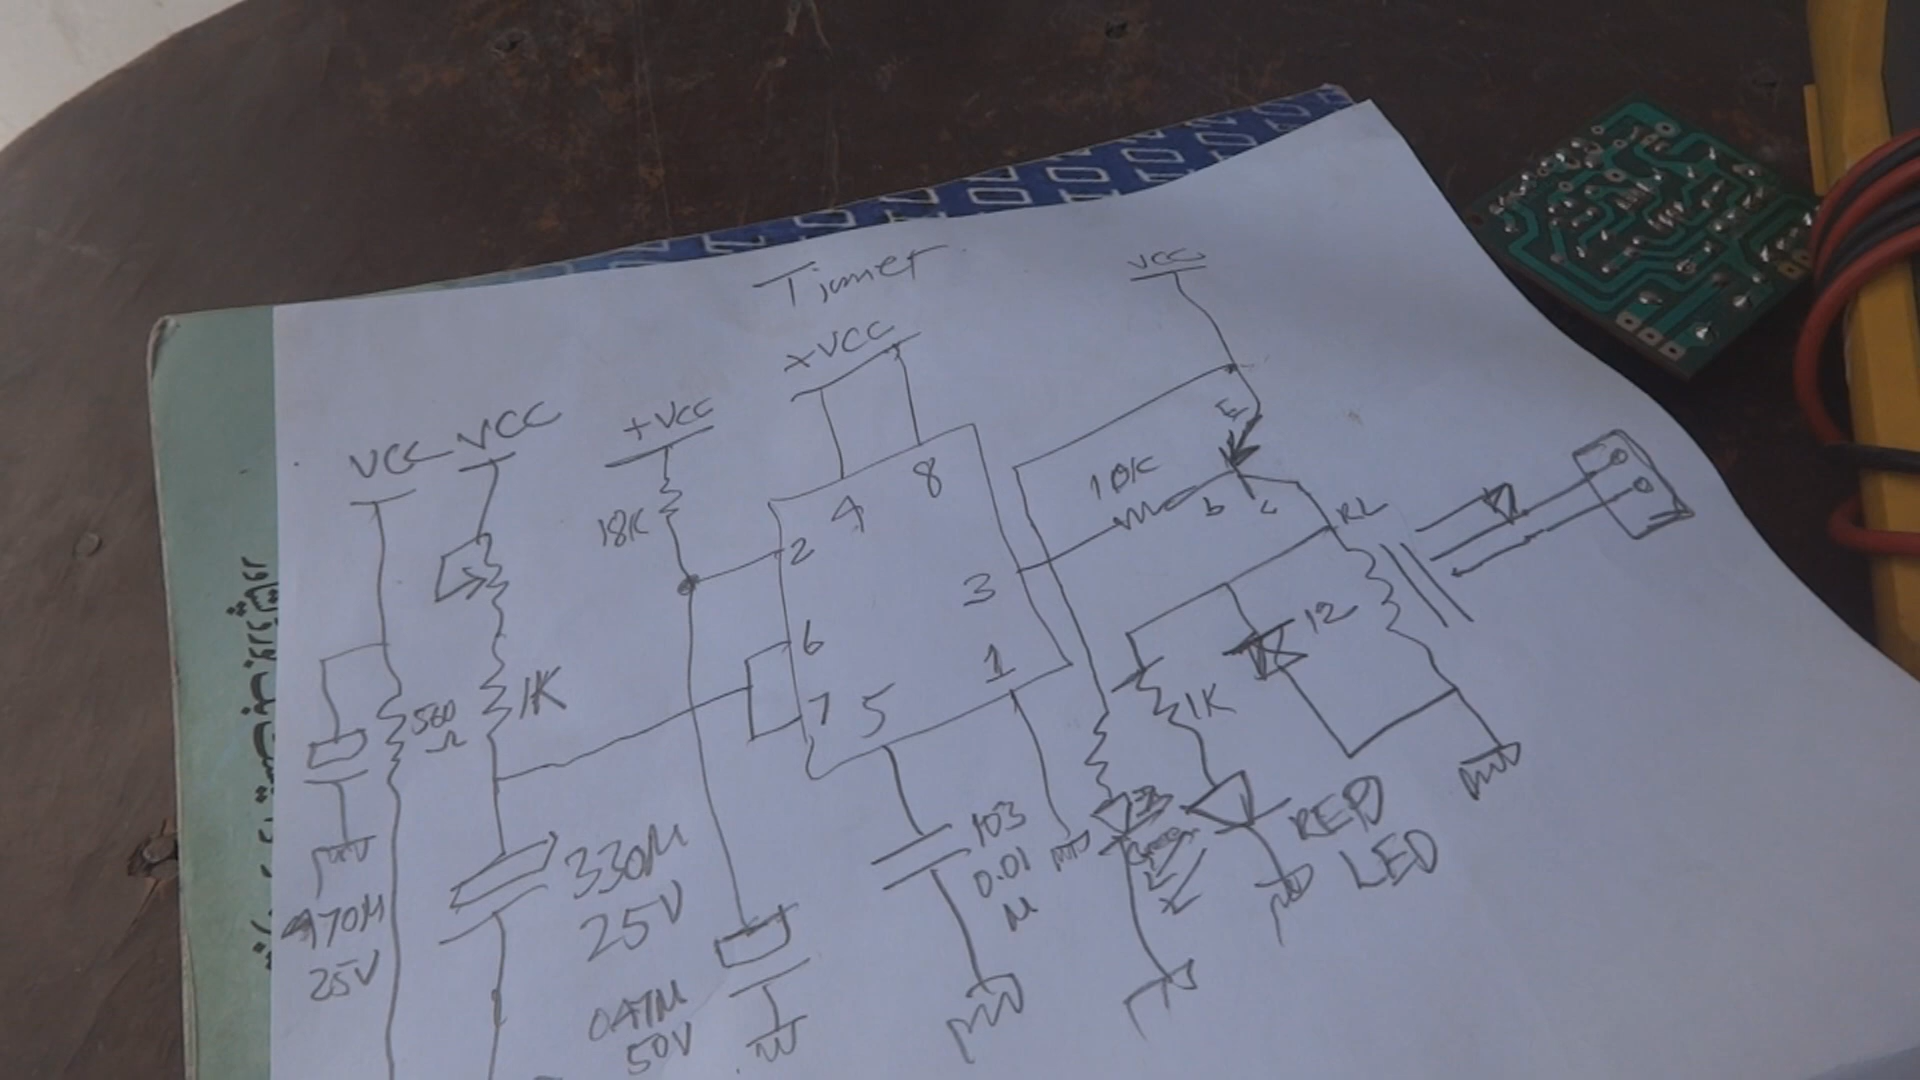 Timer
VCC
+VCC
VCC
VCC
+VCC
18K
10K
E
b
c
RL
4
8
2
3
6
7
5
1
12
560
Ω
1K
1K
470M
25V
330M
25V
0.47M
50V
103
0.01
M
RED
LED